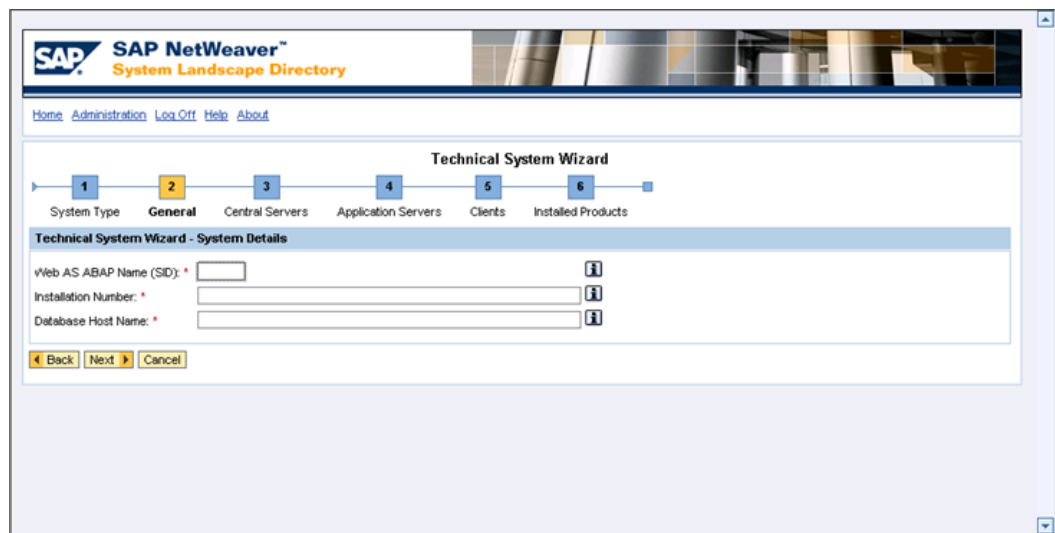 SAP
SAP NetWeaver™
System Landscape Directory
Home Administration Log Off Help About
Technical System Wizard
1 2 3 4 5 6
System Type General Central Servers Application Servers Clients Installed Products
Technical System Wizard - System Details
Web AS ABAP Name (SID): *
Installation Number: *
Database Host Name: *
Back Next Cancel